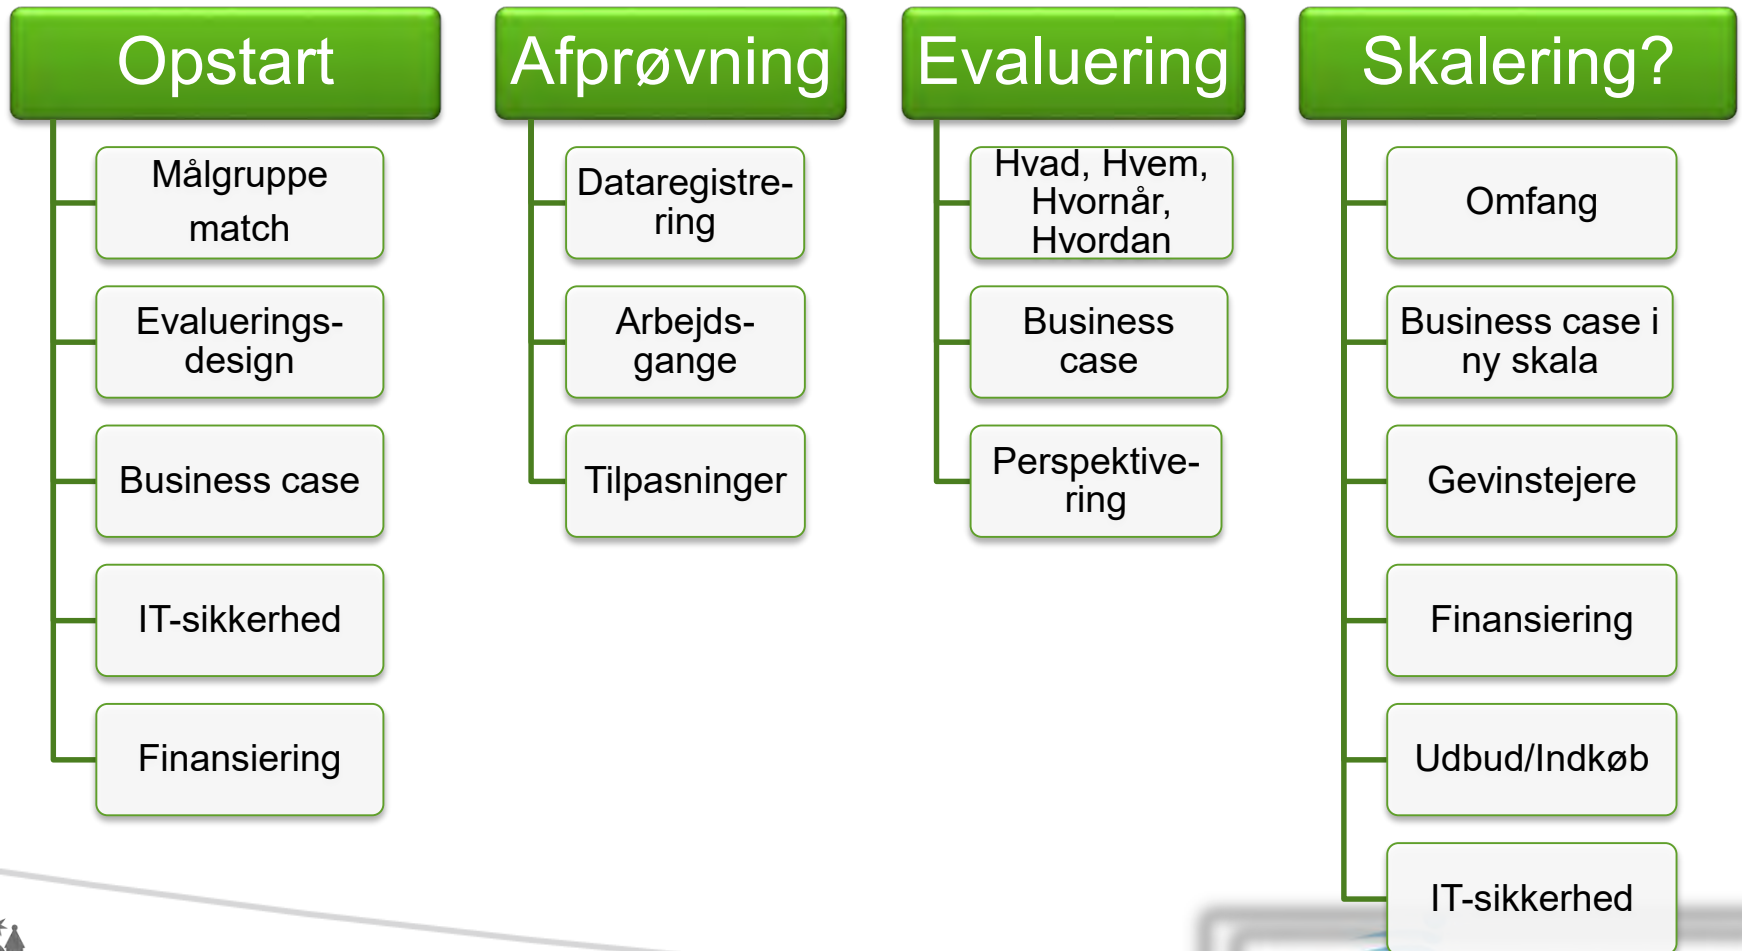 Opstart
Målgruppe
match
Evaluerings-
design
Business case
IT-sikkerhed
Finansiering
Afprøvning
Dataregistre-
ring
Arbejds-
gange
Tilpasninger
Evaluering
Hvad, Hvem,
Hvornår,
Hvordan
Business
case
Perspektive-
ring
Skalering?
Omfang
Business case i
ny skala
Gevinstejere
Finansiering
Udbud/Indkøb
IT-sikkerhed